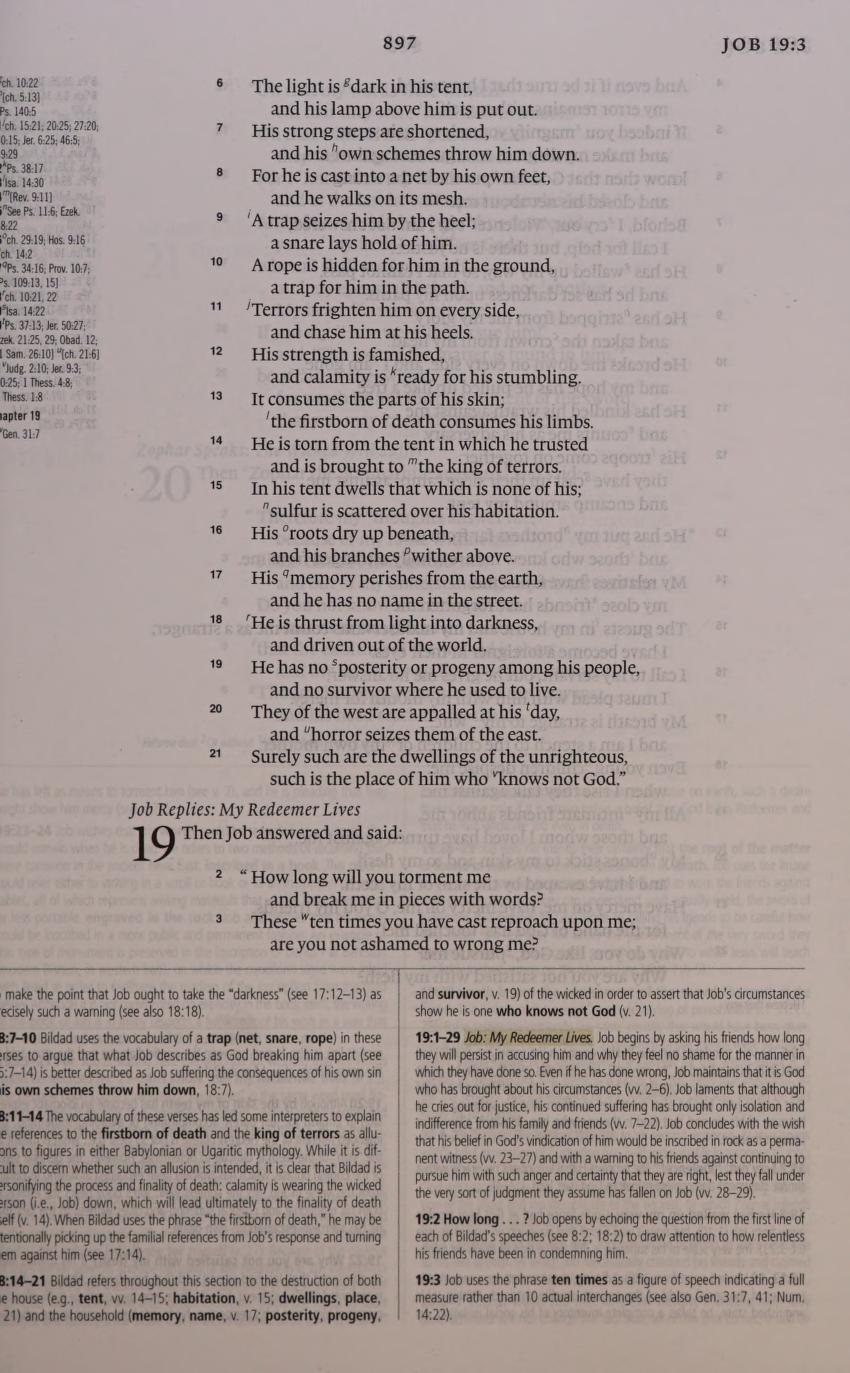 897
JOB 19:3
ch. 10:22
[ch. 5:13]
Ps. 140:5
ch. 15:21; 20:25; 27:20;
0:15; Jer. 6:25; 46:5;
9:29
Ps. 38:17
Isa. 14:30
[Rev. 9:11]
See Ps. 11:6; Ezek.
8:22
ch. 29:19; Hos. 9:16
ch. 14:2
Ps. 34:16; Prov. 10:7;
Ps. 109:13, 15]
ch. 10:21, 22
Isa. 14:22
Ps. 37:13; Jer. 50:27;
zek. 21:25, 29; Obad. 12;
1 Sam. 26:10] u[ch. 21:6]
Judg. 2:10; Jer. 9:3;
0:25; 1 Thess. 4:8;
Thess. 1:8
apter 19
Gen. 31:7
6 The light is gdark in his tent,
and his lamp above him is put out.
7 His strong steps are shortened,
and his hown schemes throw him down.
8 For he is cast into a net by his own feet,
and he walks on its mesh.
9 iA trap seizes him by the heel;
a snare lays hold of him.
10 A rope is hidden for him in the ground,
a trap for him in the path.
11 jTerrors frighten him on every side,
and chase him at his heels.
12 His strength is famished,
and calamity is kready for his stumbling.
13 It consumes the parts of his skin;
lthe firstborn of death consumes his limbs.
14 He is torn from the tent in which he trusted
and is brought to mthe king of terrors.
15 In his tent dwells that which is none of his;
nsulfur is scattered over his habitation.
16 His oroots dry up beneath,
and his branches pwither above.
17 His qmemory perishes from the earth,
and he has no name in the street.
18 rHe is thrust from light into darkness,
and driven out of the world.
19 He has no sposterity or progeny among his people,
and no survivor where he used to live.
20 They of the west are appalled at his tday,
and uhorror seizes them of the east.
21 Surely such are the dwellings of the unrighteous,
such is the place of him who vknows not God.”
Job Replies: My Redeemer Lives
19 Then Job answered and said:
2 “How long will you torment me
and break me in pieces with words?
3 These wten times you have cast reproach upon me;
are you not ashamed to wrong me?
make the point that Job ought to take the “darkness” (see 17:12–13) as
ecisely such a warning (see also 18:18).
8:7–10 Bildad uses the vocabulary of a trap (net, snare, rope) in these
rses to argue that what Job describes as God breaking him apart (see
5:7–14) is better described as Job suffering the consequences of his own sin
is own schemes throw him down, 18:7).
8:11–14 The vocabulary of these verses has led some interpreters to explain
e references to the firstborn of death and the king of terrors as allu-
ons to figures in either Babylonian or Ugaritic mythology. While it is dif-
cult to discern whether such an allusion is intended, it is clear that Bildad is
ersonifying the process and finality of death: calamity is wearing the wicked
erson (i.e., Job) down, which will lead ultimately to the finality of death
self (v. 14). When Bildad uses the phrase “the firstborn of death,” he may be
tentionally picking up the familial references from Job's response and turning
em against him (see 17:14).
8:14–21 Bildad refers throughout this section to the destruction of both
e house (e.g., tent, vv. 14–15; habitation, v. 15; dwellings, place,
21) and the household (memory, name, v. 17; posterity, progeny,
and survivor, v. 19) of the wicked in order to assert that Job's circumstances
show he is one who knows not God (v. 21).
19:1–29 Job: My Redeemer Lives. Job begins by asking his friends how long
they will persist in accusing him and why they feel no shame for the manner in
which they have done so. Even if he has done wrong, Job maintains that it is God
who has brought about his circumstances (vv. 2–6). Job laments that although
he cries out for justice, his continued suffering has brought only isolation and
indifference from his family and friends (vv. 7–22). Job concludes with the wish
that his belief in God's vindication of him would be inscribed in rock as a perma-
nent witness (vv. 23–27) and with a warning to his friends against continuing to
pursue him with such anger and certainty that they are right, lest they fall under
the very sort of judgment they assume has fallen on Job (vv. 28–29).
19:2 How long . . . ? Job opens by echoing the question from the first line of
each of Bildad's speeches (see 8:2; 18:2) to draw attention to how relentless
his friends have been in condemning him.
19:3 Job uses the phrase ten times as a figure of speech indicating a full
measure rather than 10 actual interchanges (see also Gen. 31:7, 41; Num.
14:22).